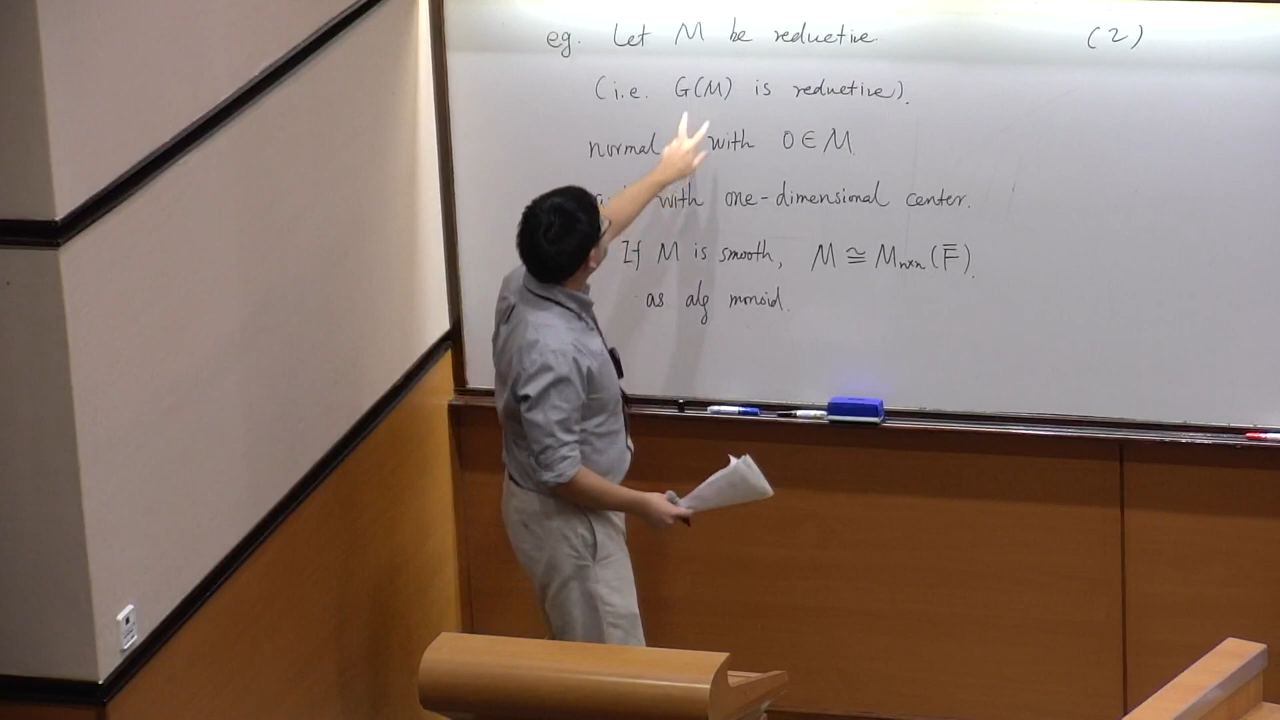 eg. Let M be reductive. (2)
(i.e. G(M) is reductive).
normal with 0 ∈ M
with one-dimensional center.
If M is smooth, M ≅ Mn×n(F̄).
as alg monoid.